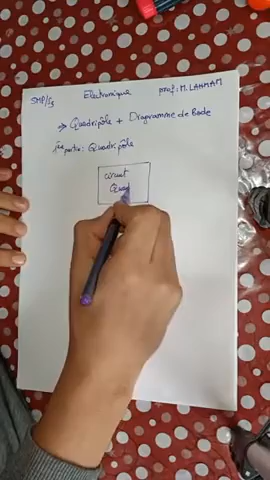 SMP/S5 Electronique prof: M. LAHMAM
=> Quadripôle + Diagramme de Bode
1ère partie: Quadripôle
circuit
Quad